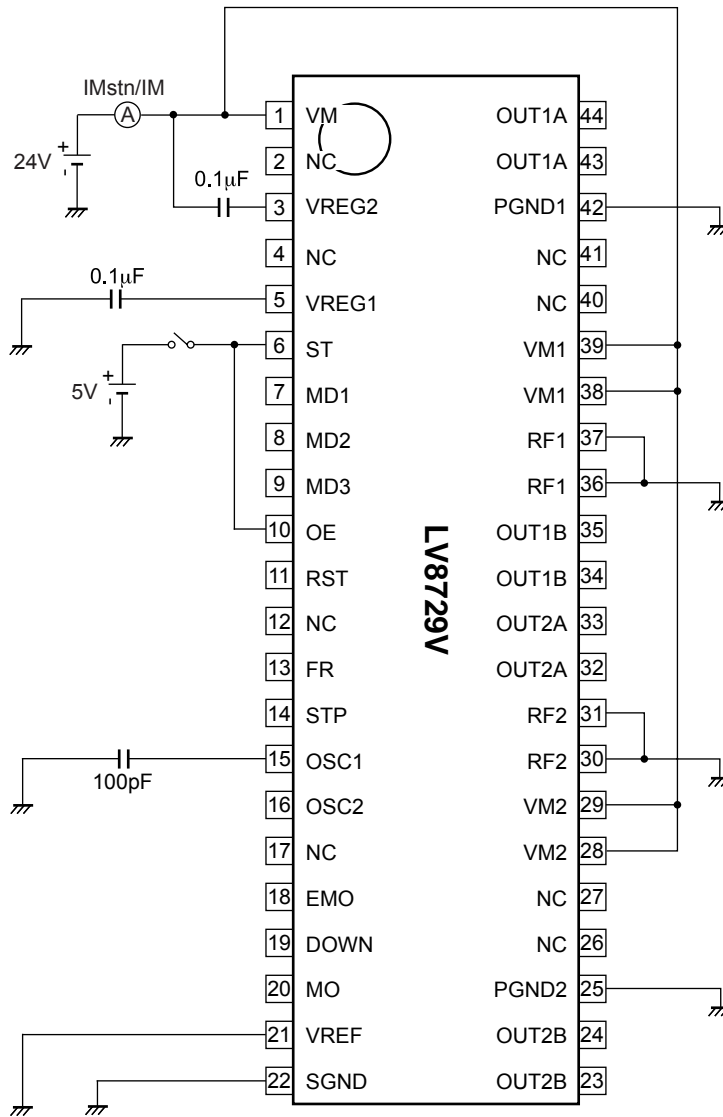 IMstn/IM
A
+
24V
-
0.1μF
0.1μF
+
5V
-
100pF
1 VM
2 NC
3 VREG2
4 NC
5 VREG1
6 ST
7 MD1
8 MD2
9 MD3
10 OE
11 RST
12 NC
13 FR
14 STP
15 OSC1
16 OSC2
17 NC
18 EMO
19 DOWN
20 MO
21 VREF
22 SGND
LV8729V
OUT1A 44
OUT1A 43
PGND1 42
NC 41
NC 40
VM1 39
VM1 38
RF1 37
RF1 36
OUT1B 35
OUT1B 34
OUT2A 33
OUT2A 32
RF2 31
RF2 30
VM2 29
VM2 28
NC 27
NC 26
PGND2 25
OUT2B 24
OUT2B 23